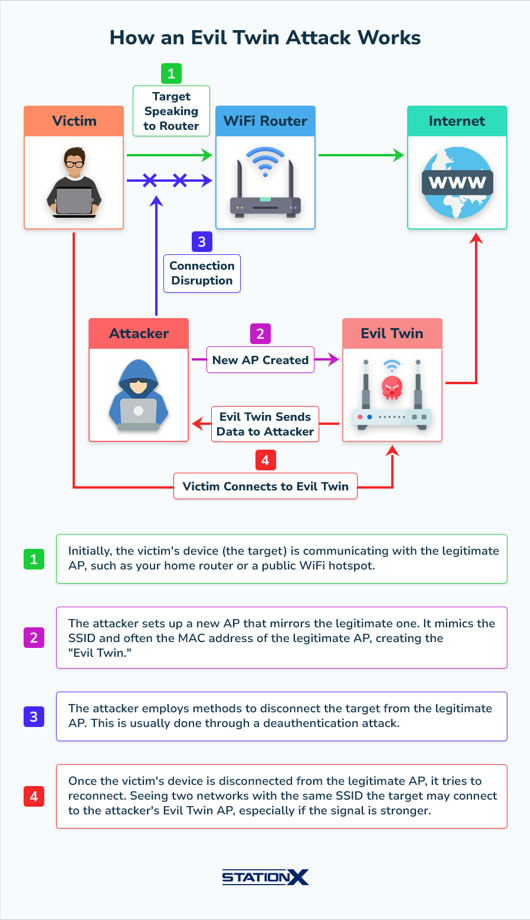 How an Evil Twin Attack Works
1
Target
Speaking
to Router
Victim
WiFi Router
Internet
WWW
3
Connection
Disruption
Attacker
2
New AP Created
Evil Twin
Evil Twin Sends
Data to Attacker
4
Victim Connects to Evil Twin
1
Initially, the victim's device (the target) is communicating with the legitimate
AP, such as your home router or a public WiFi hotspot.
2
The attacker sets up a new AP that mirrors the legitimate one. It mimics the
SSID and often the MAC address of the legitimate AP, creating the
"Evil Twin."
3
The attacker employs methods to disconnect the target from the legitimate
AP. This is usually done through a deauthentication attack.
4
Once the victim's device is disconnected from the legitimate AP, it tries to
reconnect. Seeing two networks with the same SSID the target may connect
to the attacker's Evil Twin AP, especially if the signal is stronger.
STATIONX